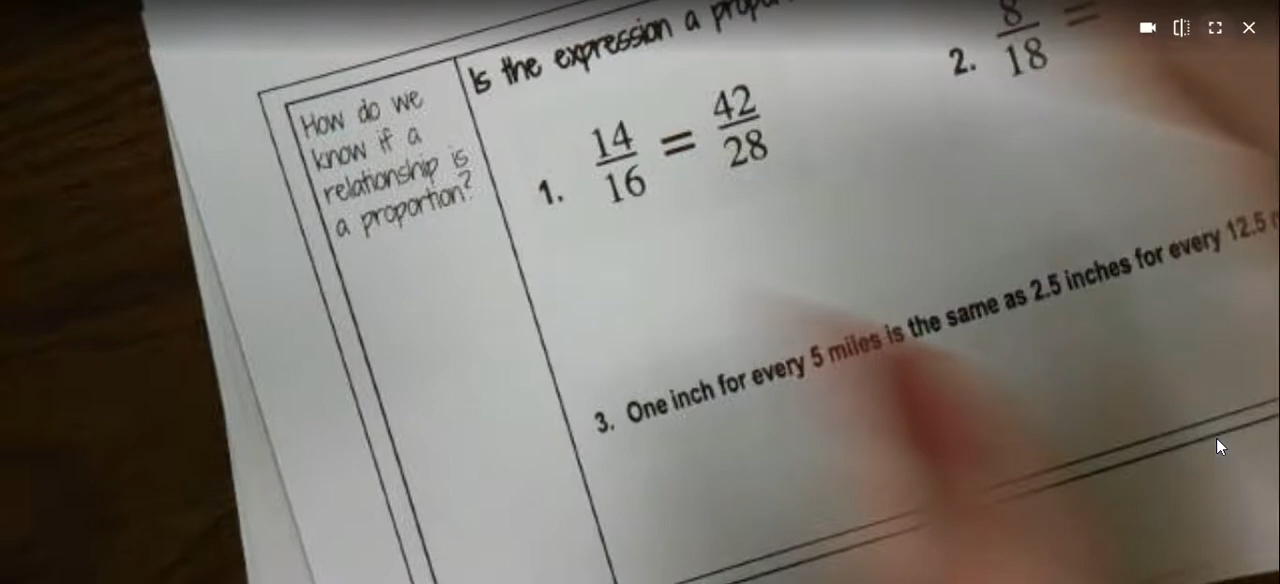 Is the expression a
How do we
know if a
relationship is
a proportion?
1. 14/16 = 42/28
2. 8/18 =
3. One inch for every 5 miles is the same as 2.5 inches for every 12.5